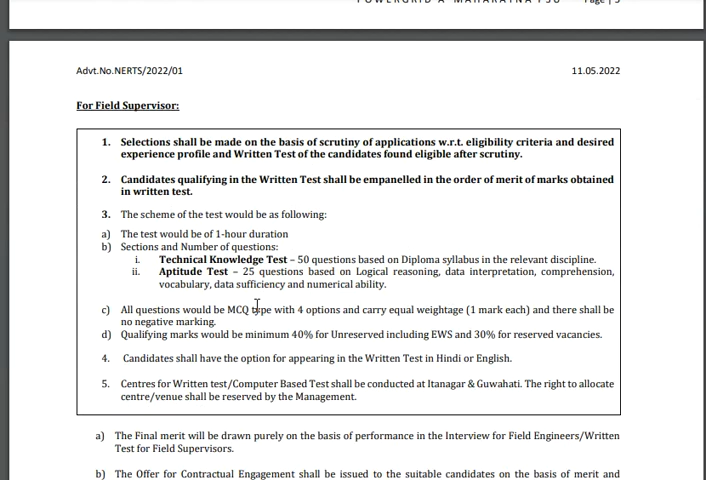 POWERGRID A MAHARATNA PSU Page | 5
Advt.No.NERTS/2022/01 11.05.2022
For Field Supervisor:
1. Selections shall be made on the basis of scrutiny of applications w.r.t. eligibility criteria and desired
experience profile and Written Test of the candidates found eligible after scrutiny.
2. Candidates qualifying in the Written Test shall be empanelled in the order of merit of marks obtained
in written test.
3. The scheme of the test would be as following:
a) The test would be of 1-hour duration
b) Sections and Number of questions:
i. Technical Knowledge Test – 50 questions based on Diploma syllabus in the relevant discipline.
ii. Aptitude Test – 25 questions based on Logical reasoning, data interpretation, comprehension,
vocabulary, data sufficiency and numerical ability.
c) All questions would be MCQ type with 4 options and carry equal weightage (1 mark each) and there shall be
no negative marking.
d) Qualifying marks would be minimum 40% for Unreserved including EWS and 30% for reserved vacancies.
4. Candidates shall have the option for appearing in the Written Test in Hindi or English.
5. Centres for Written test/Computer Based Test shall be conducted at Itanagar & Guwahati. The right to allocate
centre/venue shall be reserved by the Management.
a) The Final merit will be drawn purely on the basis of performance in the Interview for Field Engineers/Written
Test for Field Supervisors.
b) The Offer for Contractual Engagement shall be issued to the suitable candidates on the basis of merit and